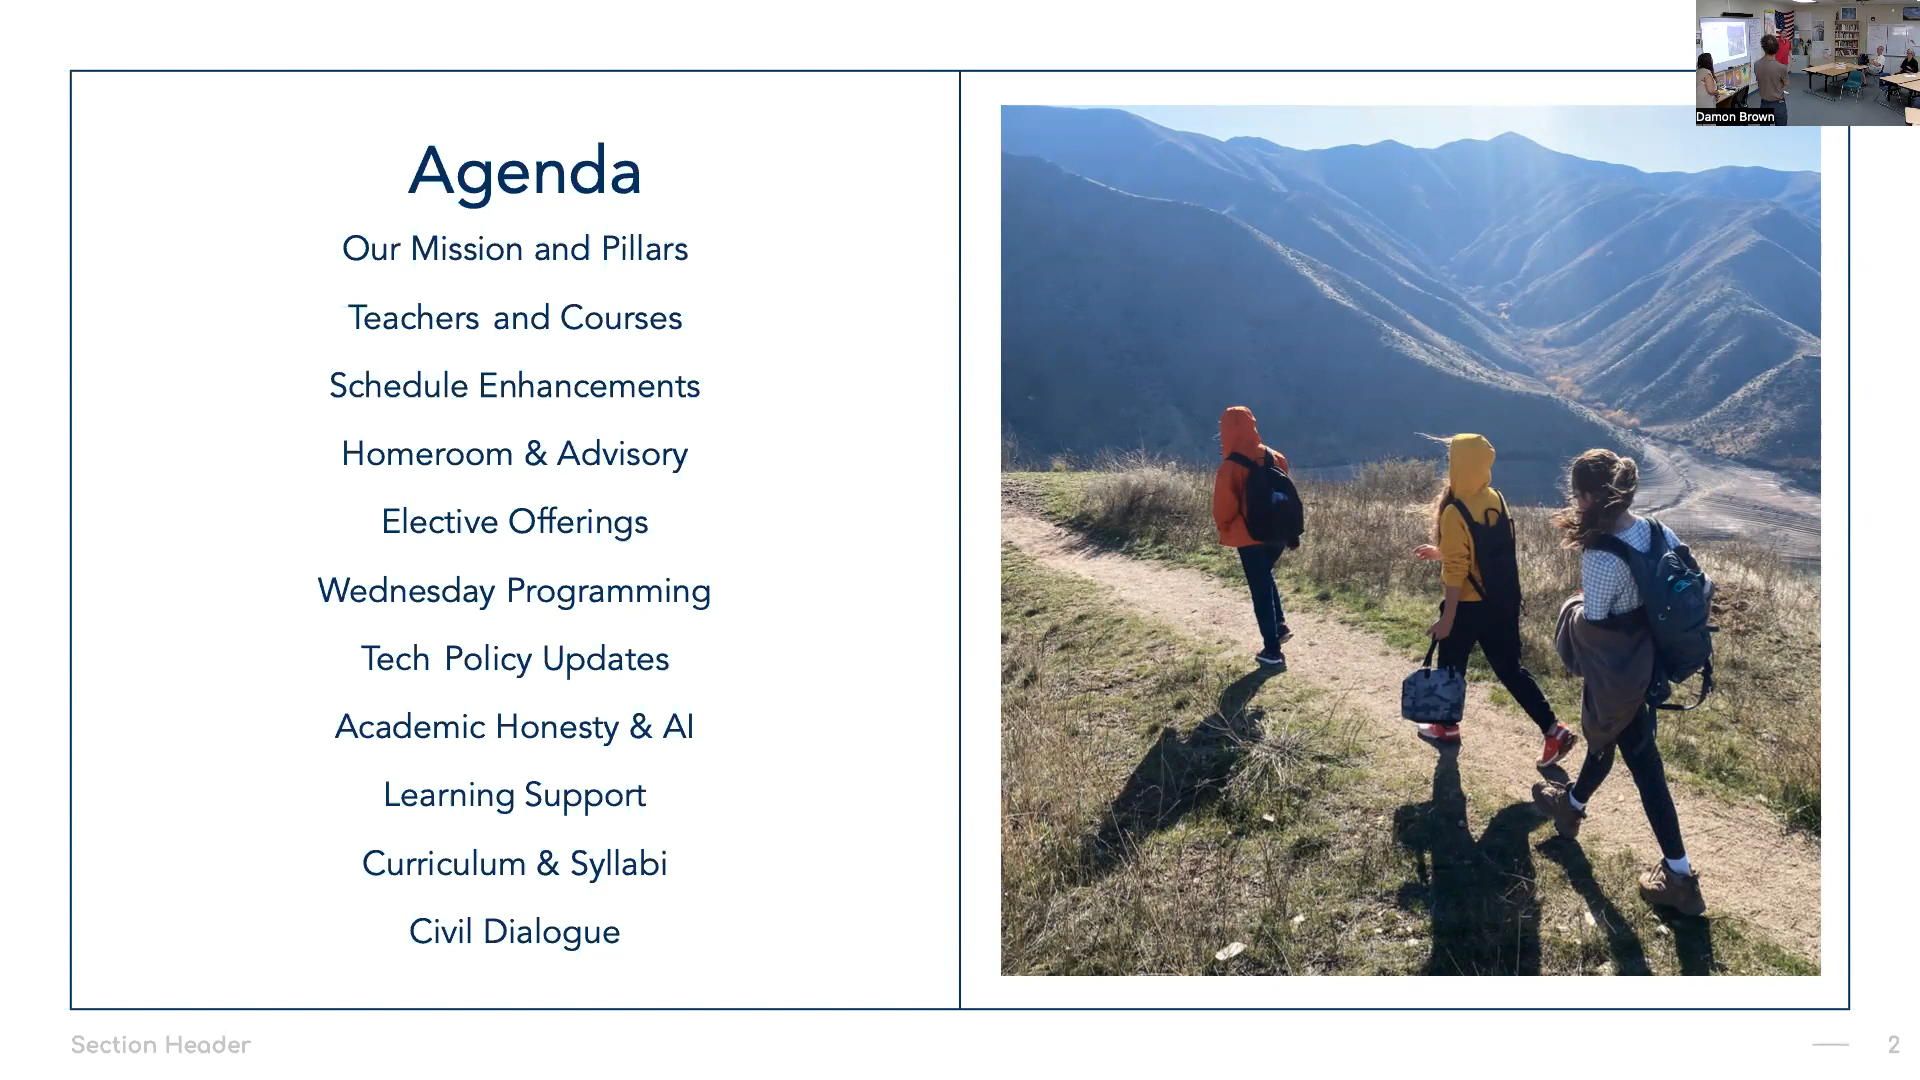 Damon Brown
Agenda
Our Mission and Pillars
Teachers and Courses
Schedule Enhancements
Homeroom & Advisory
Elective Offerings
Wednesday Programming
Tech Policy Updates
Academic Honesty & AI
Learning Support
Curriculum & Syllabi
Civil Dialogue
Section Header
2